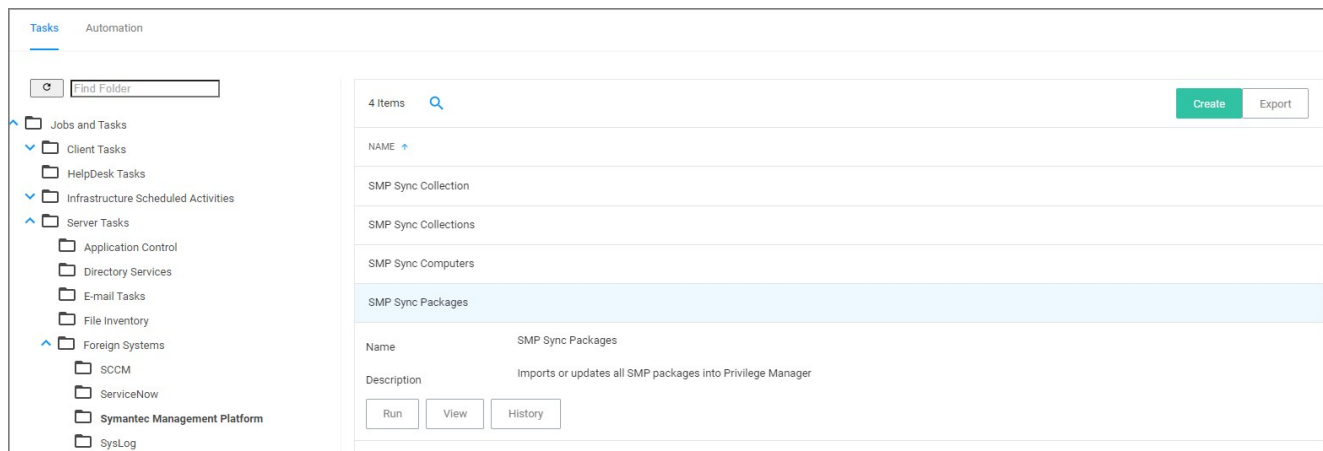 Tasks Automation
Find Folder
Jobs and Tasks
Client Tasks
HelpDesk Tasks
Infrastructure Scheduled Activities
Server Tasks
Application Control
Directory Services
E-mail Tasks
File Inventory
Foreign Systems
SCCM
ServiceNow
Symantec Management Platform
SysLog
4 Items Create Export
NAME
SMP Sync Collection
SMP Sync Collections
SMP Sync Computers
SMP Sync Packages
Name SMP Sync Packages
Description Imports or updates all SMP packages into Privilege Manager
Run View History